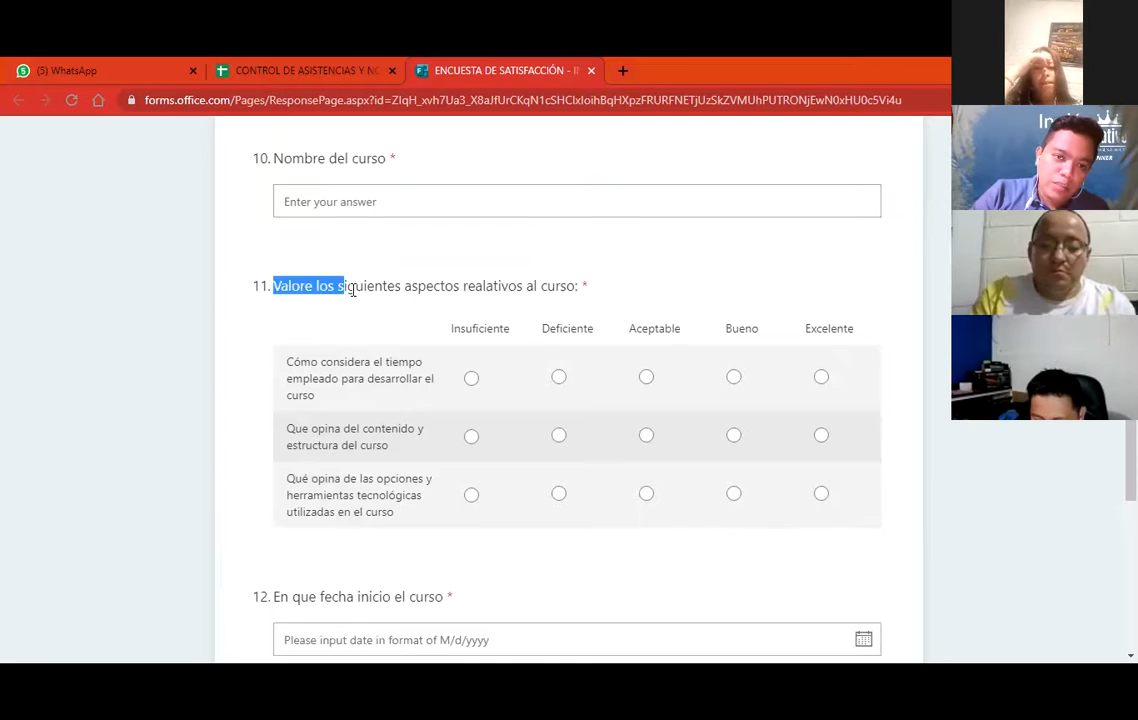 (5) WhatsApp
CONTROL DE ASISTENCIAS Y NO
ENCUESTA DE SATISFACCIÓN - I
forms.office.com/Pages/ResponsePage.aspx?id=ZIqH_xvh7Ua3_X8aJfUrCKqN1cSHClxIoihBqHXpzFRURFNETjUzSkZVMUhPUTRONjEwN0xHU0c5Vi4u
10. Nombre del curso *
Enter your answer
11. Valore los siguientes aspectos realativos al curso: *
Insuficiente Deficiente Aceptable Bueno Excelente
Cómo considera el tiempo
empleado para desarrollar el
curso
Que opina del contenido y
estructura del curso
Qué opina de las opciones y
herramientas tecnológicas
utilizadas en el curso
12. En que fecha inicio el curso *
Please input date in format of M/d/yyyy